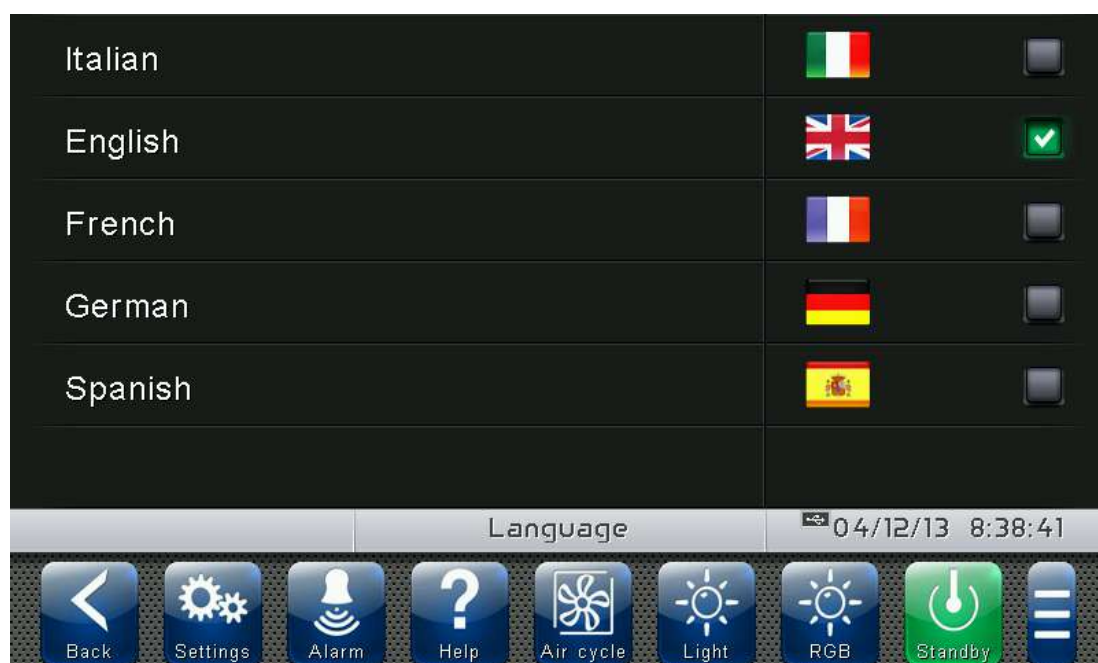 Italian
English
French
German
Spanish
Language 04/12/13 8:38:41
Back Settings Alarm Help Air cycle Light RGB Standby